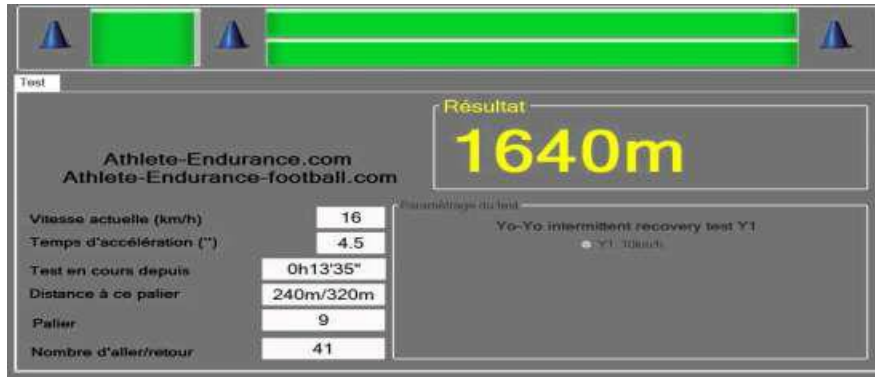 Test
Résultat
1640m
Athlete-Endurance.com
Athlete-Endurance-football.com
Vitesse actuelle (km/h) 16
Temps d'accélération (") 4.5
Test en cours depuis 0h13'35"
Distance à ce palier 240m/320m
Palier 9
Nombre d'aller/retour 41
Paramétrage du test
Yo-Yo intermittent recovery test Y1
Y1 10km/h